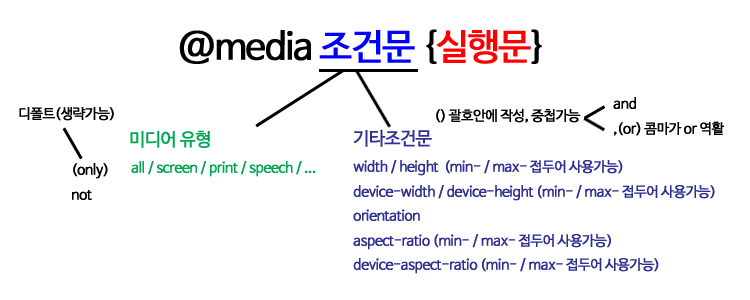 @media 조건문 {실행문}
디폴트(생략가능)
(only)
not
미디어 유형
all / screen / print / speech / ...
기타조건문
() 괄호안에 작성, 중첩가능
and
,(or) 콤마가 or 역활
width / height (min- / max- 접두어 사용가능)
device-width / device-height (min- / max- 접두어 사용가능)
orientation
aspect-ratio (min- / max- 접두어 사용가능)
device-aspect-ratio (min- / max- 접두어 사용가능)